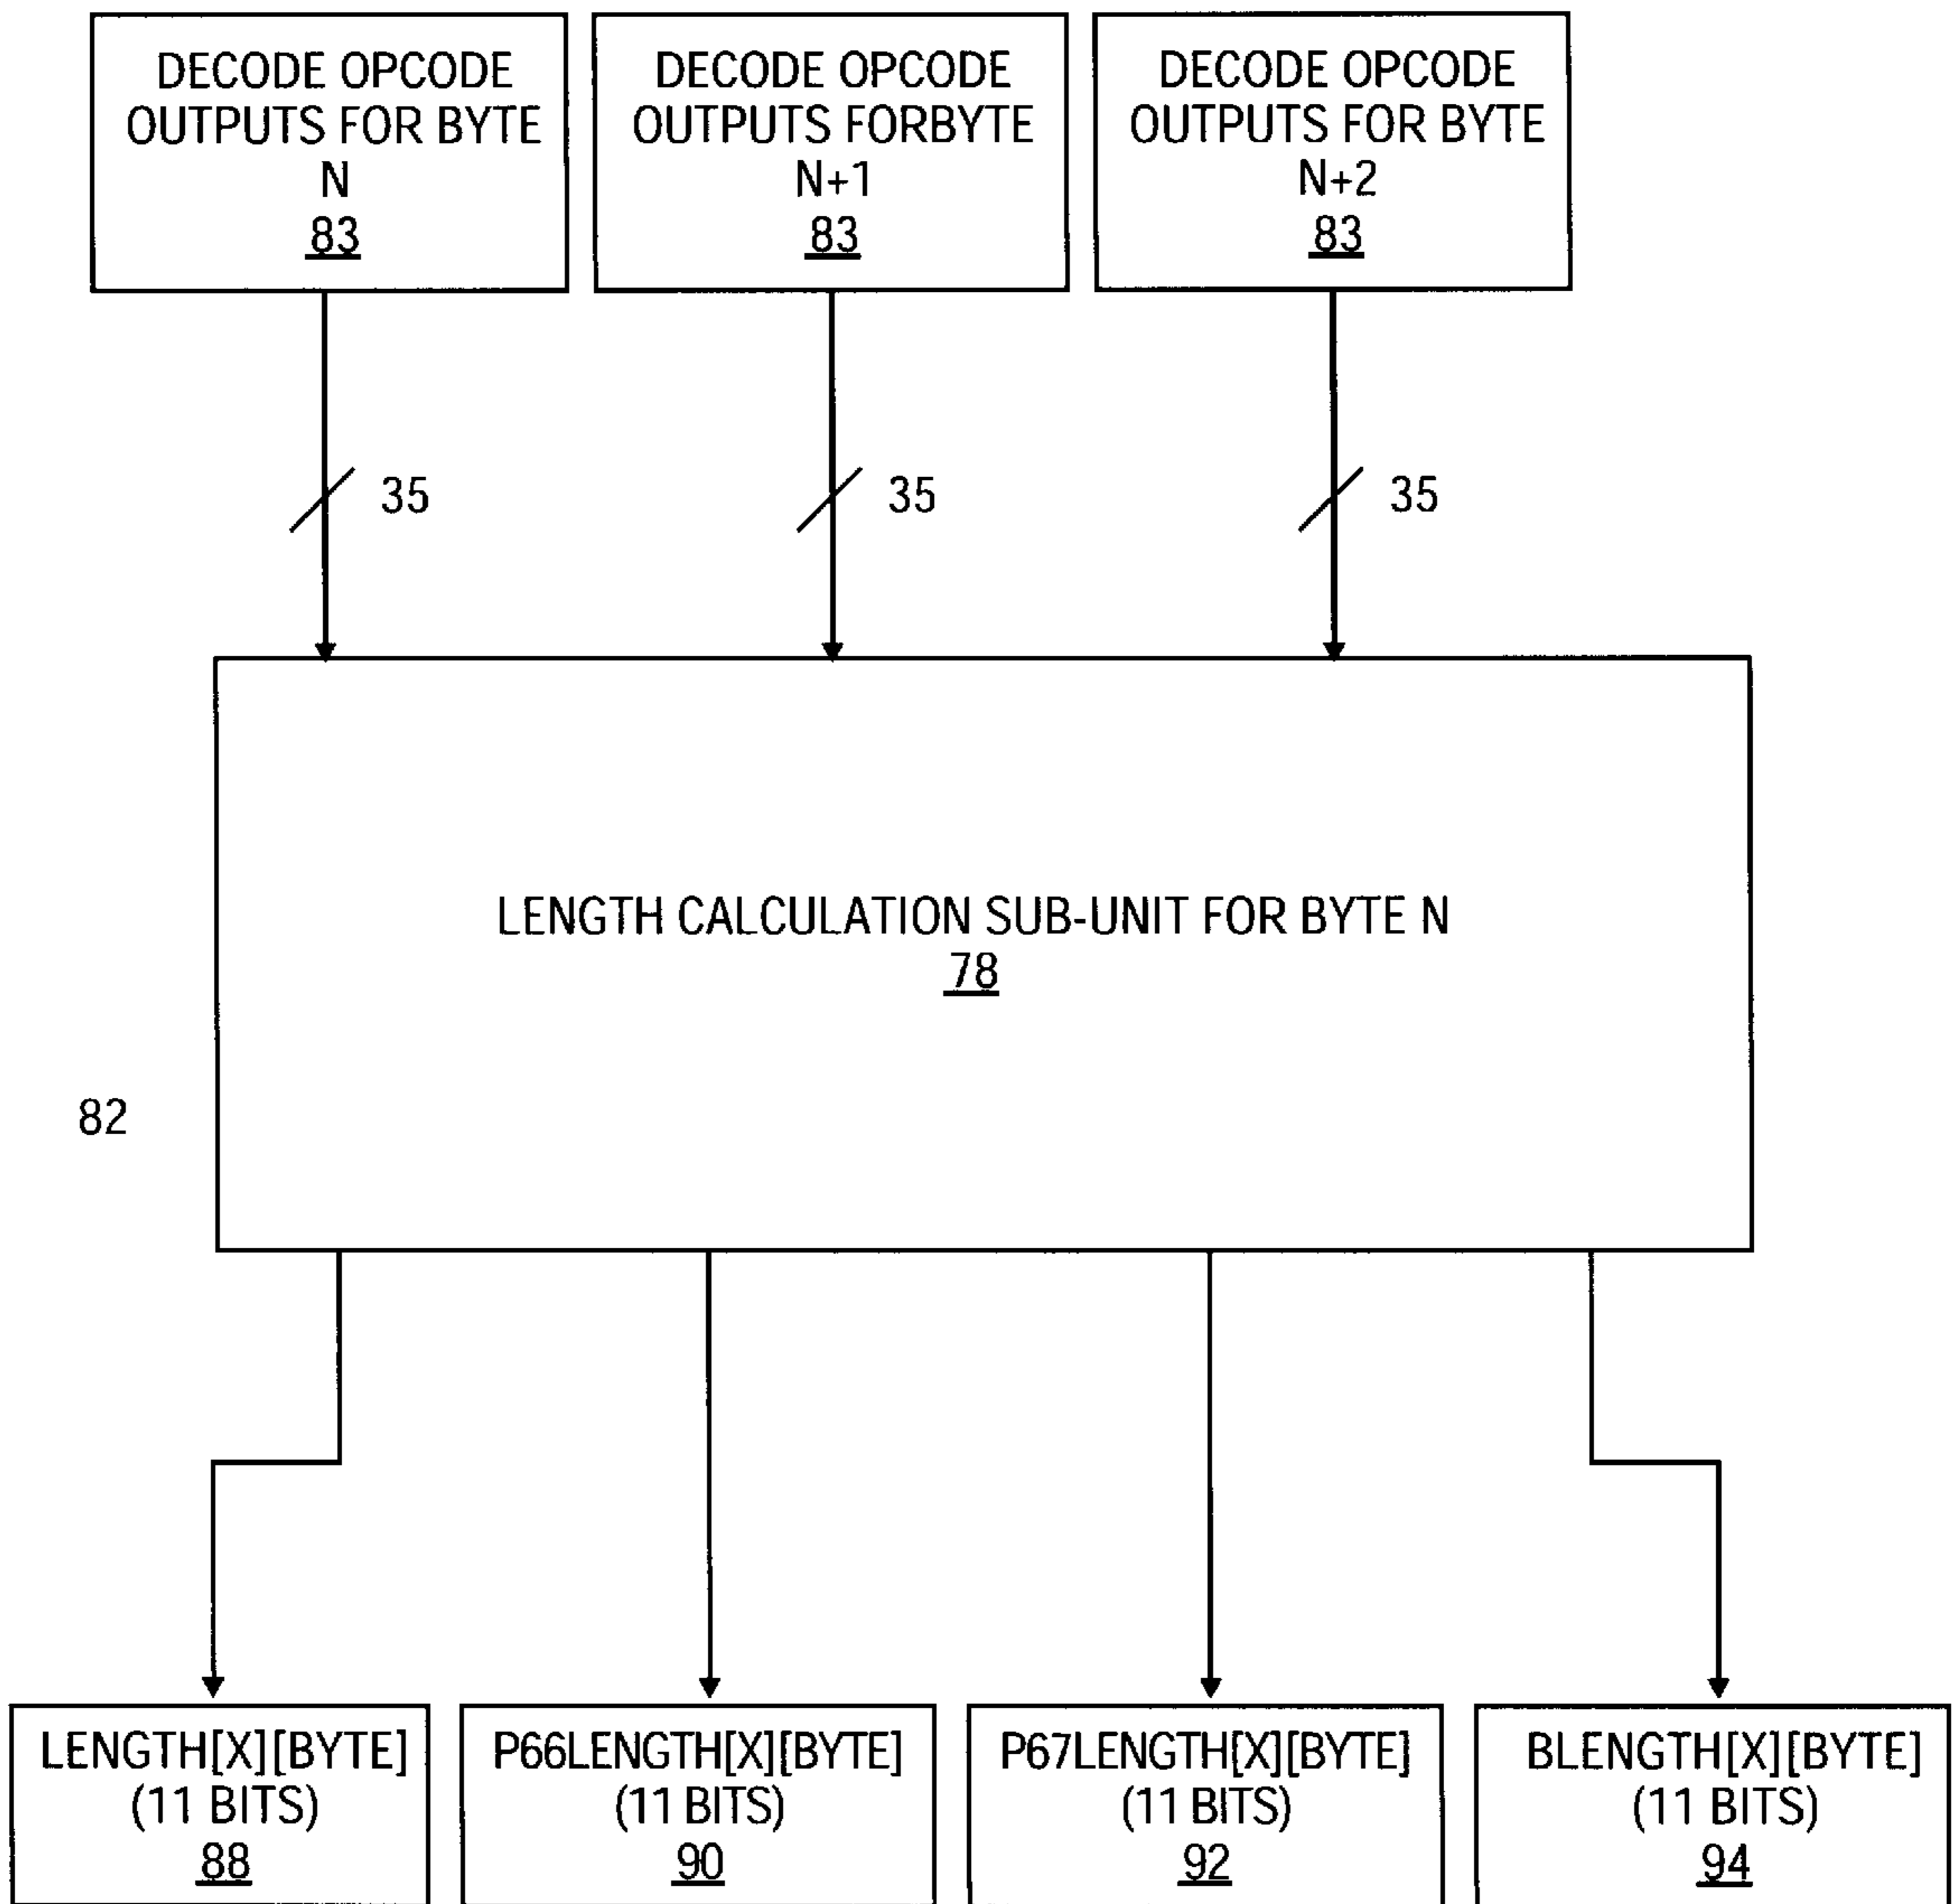 DECODE OPCODE
OUTPUTS FOR BYTE
N
83
DECODE OPCODE
OUTPUTS FORBYTE
N+1
83
DECODE OPCODE
OUTPUTS FOR BYTE
N+2
83
35
35
35
LENGTH CALCULATION SUB-UNIT FOR BYTE N
78
82
LENGTH[X][BYTE]
(11 BITS)
88
P66LENGTH[X][BYTE]
(11 BITS)
90
P67LENGTH[X][BYTE]
(11 BITS)
92
BLENGTH[X][BYTE]
(11 BITS)
94